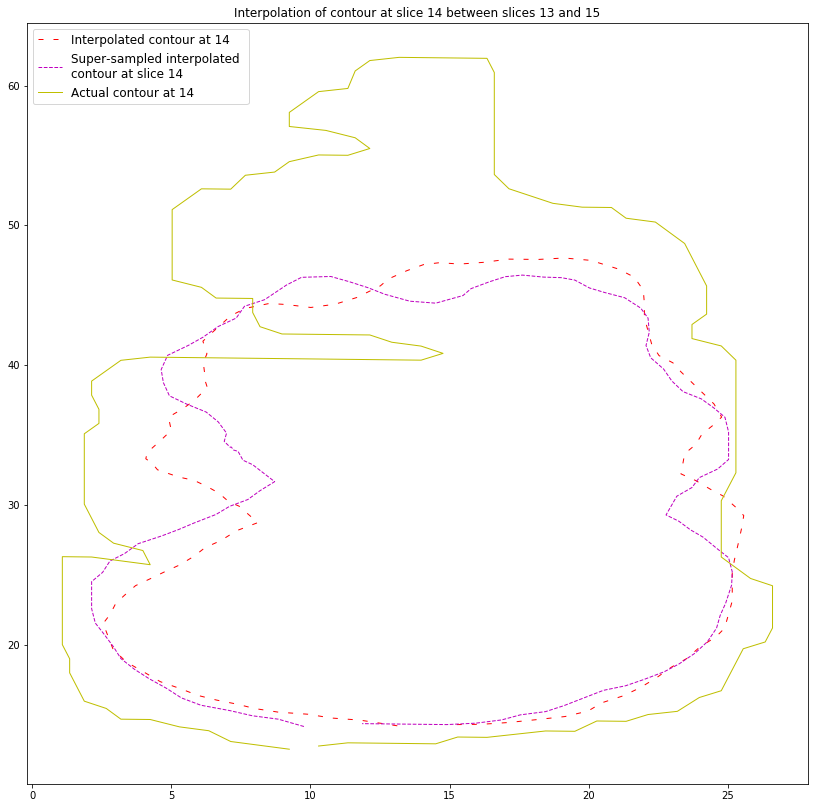 Interpolation of contour at slice 14 between slices 13 and 15
Interpolated contour at 14
Super-sampled interpolated
contour at slice 14
Actual contour at 14
60
50
40
30
20
0
5
10
15
20
25